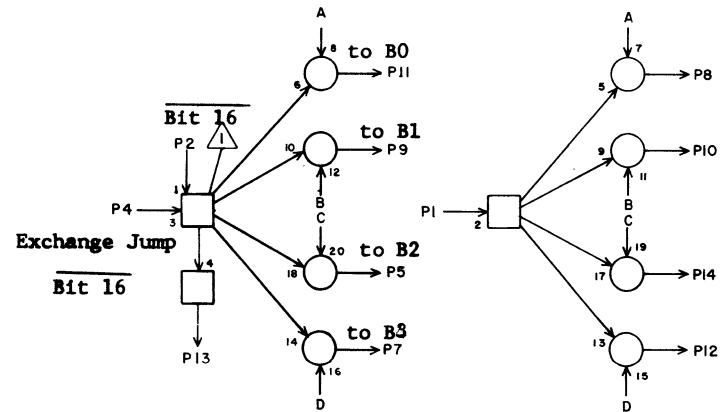 A
A
8
to B0
7
6
P11
5
P8
Bit 16
1
P2
to B1
10
P9
9
P10
12
11
1
B
B
P4
3
C
P1
2
C
Exchange Jump
20
to B2
19
4
18
P5
17
P14
Bit 16
to B3
14
P7
13
P12
P13
16
15
D
D